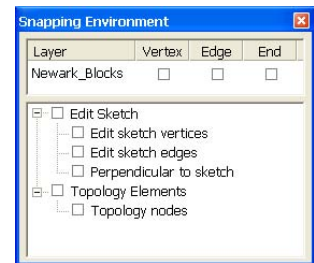 Snapping Environment
Layer Vertex Edge End
Newark_Blocks
Edit Sketch
Edit sketch vertices
Edit sketch edges
Perpendicular to sketch
Topology Elements
Topology nodes